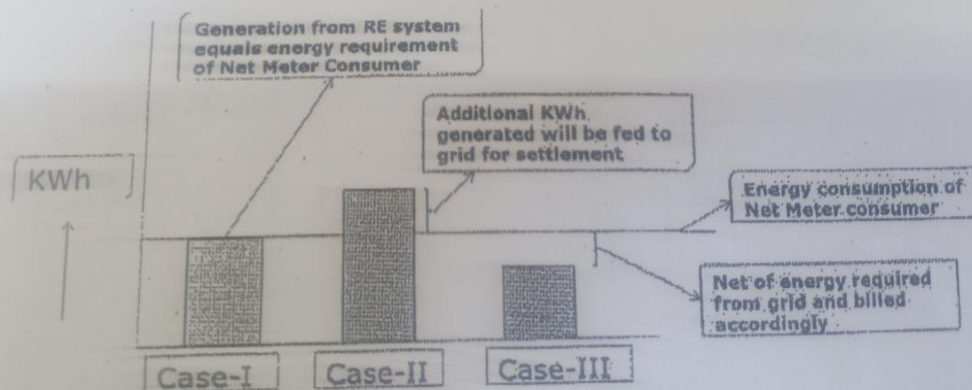 Generation from RE system
equals energy requirement
of Net Meter Consumer
Additional KWh
generated will be fed to
grid for settlement
KWh
Energy consumption of
Net Meter consumer
Net of energy required
from grid and billed
accordingly
Case-I
Case-II
Case-III